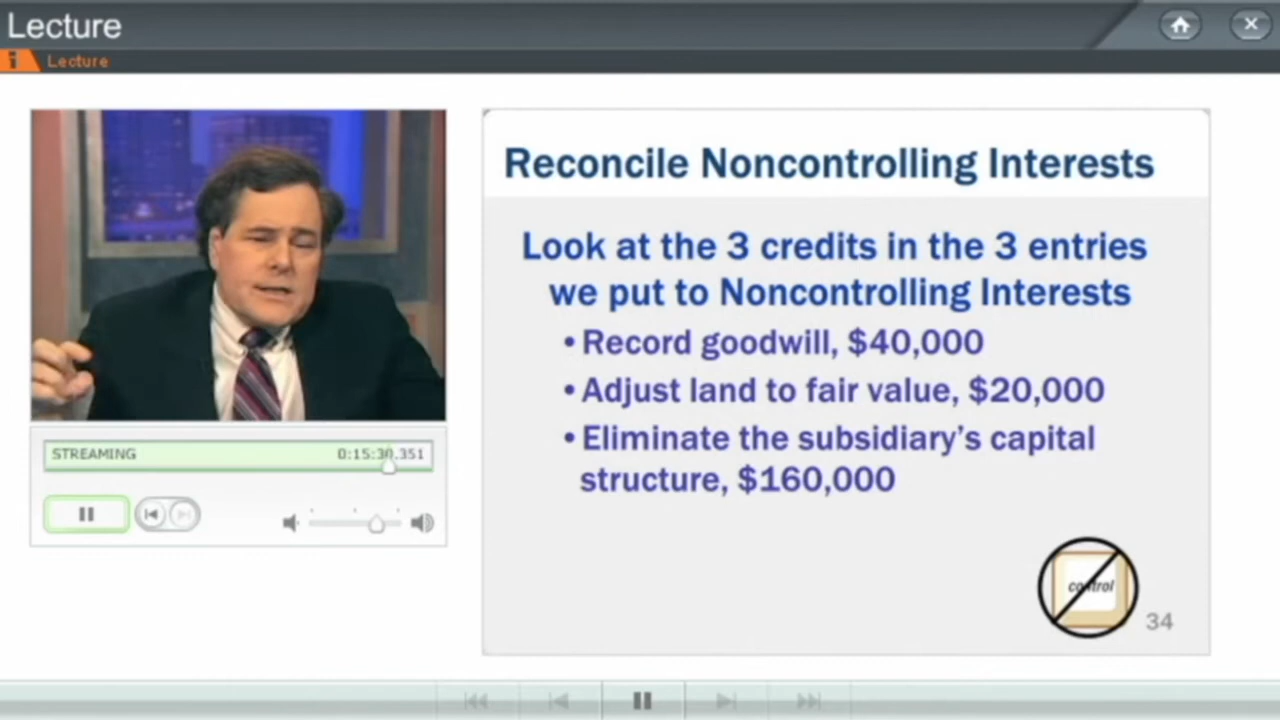 Lecture
i Lecture
Reconcile Noncontrolling Interests
Look at the 3 credits in the 3 entries
we put to Noncontrolling Interests
• Record goodwill, $40,000
• Adjust land to fair value, $20,000
• Eliminate the subsidiary's capital
structure, $160,000
STREAMING 0:15:30.351
control
34